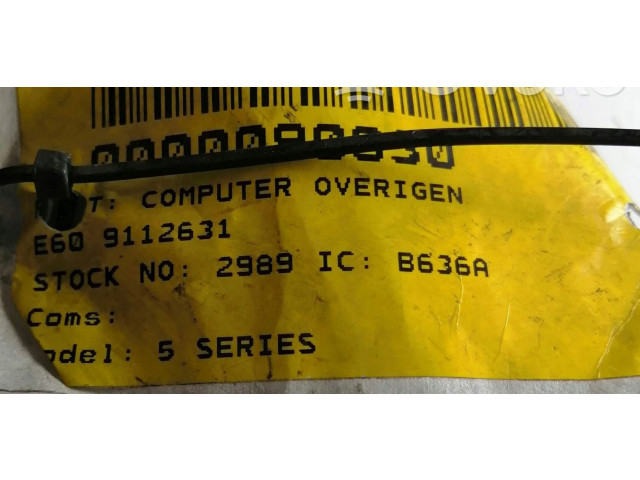 COMPUTER OVERIGEN
E60 9112631
STOCK NO: 2989 IC: B636A
Coms:
odel: 5 SERIES